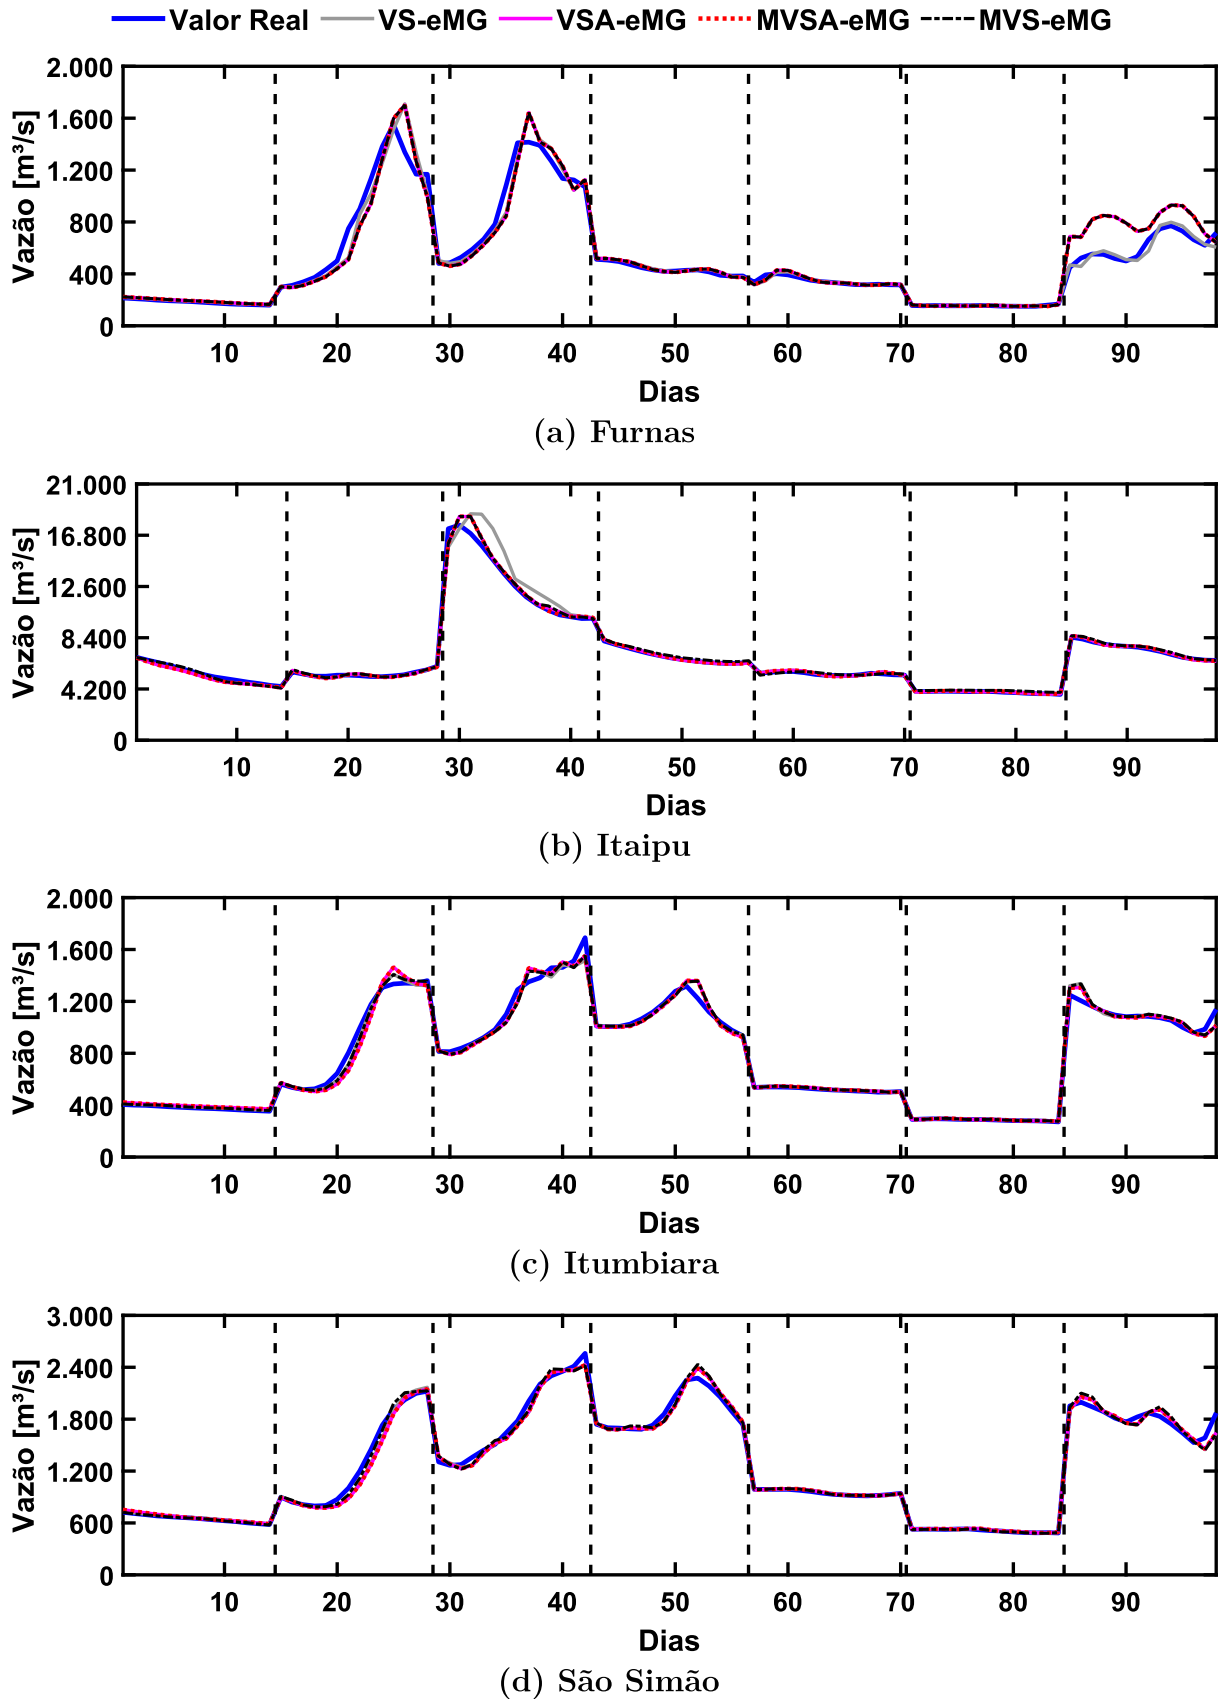 Valor Real VS-eMG VSA-eMG MVSA-eMG MVS-eMG
2.000
1.600
1.200
800
400
0
Vazão [m³/s]
10 20 30 40 50 60 70 80 90
Dias
(a) Furnas
21.000
16.800
12.600
8.400
4.200
0
Vazão [m³/s]
10 20 30 40 50 60 70 80 90
Dias
(b) Itaipu
2.000
1.600
1.200
800
400
0
Vazão [m³/s]
10 20 30 40 50 60 70 80 90
Dias
(c) Itumbiara
3.000
2.400
1.800
1.200
600
0
Vazão [m³/s]
10 20 30 40 50 60 70 80 90
Dias
(d) São Simão